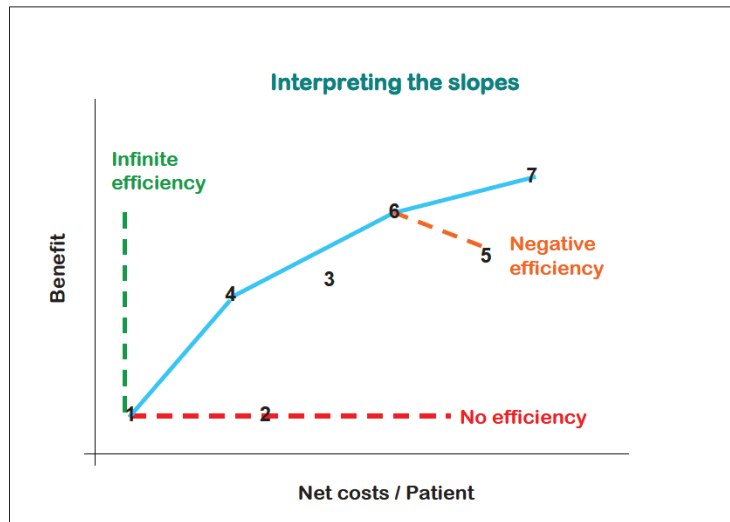 Interpreting the slopes
Infinite
efficiency
7
6
Negative
efficiency
5
3
4
Benefit
1
2
No efficiency
Net costs / Patient